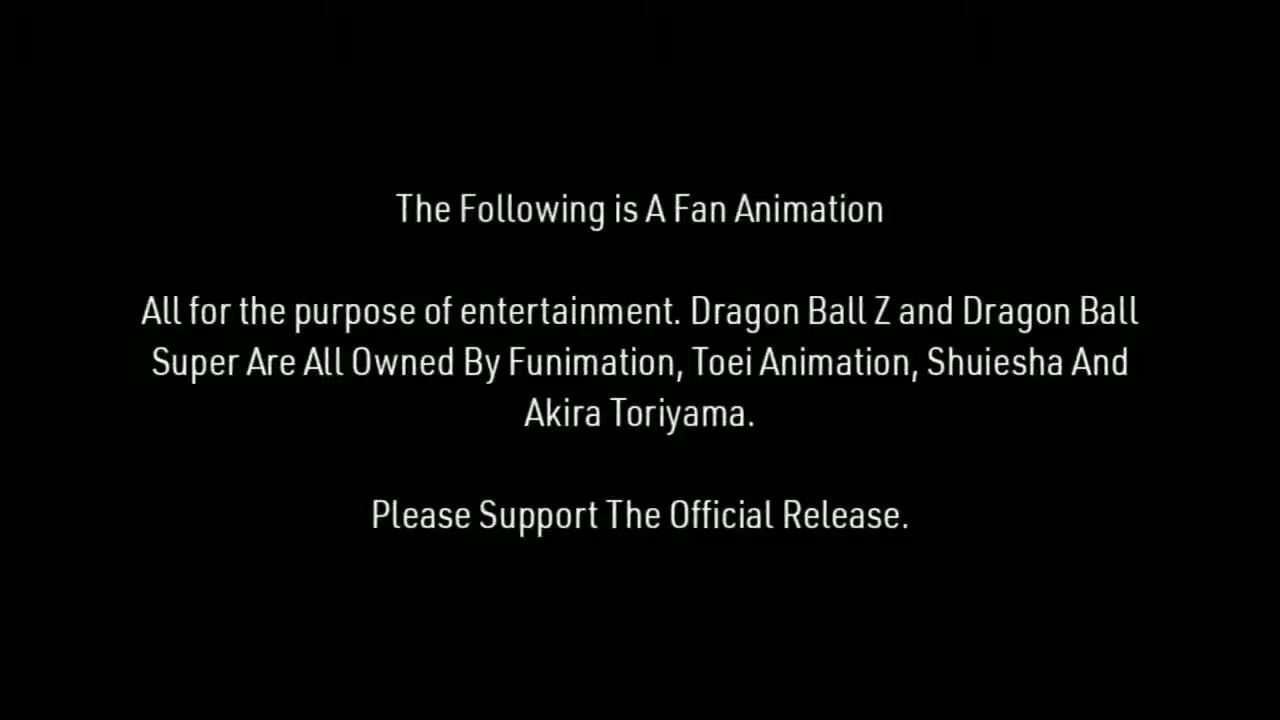 The Following is A Fan Animation
All for the purpose of entertainment. Dragon Ball Z and Dragon Ball
Super Are All Owned By Funimation, Toei Animation, Shuiesha And
Akira Toriyama.
Please Support The Official Release.